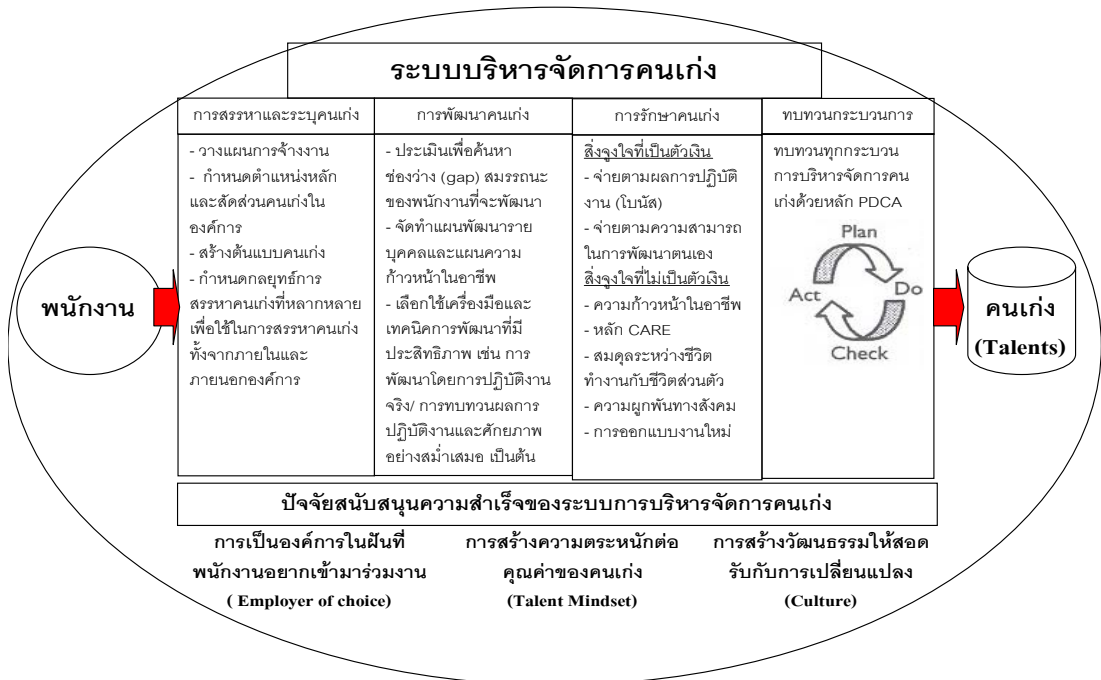 ระบบบริหารจัดการคนเก่ง
การสรรหาและระบุคนเก่ง
- วางแผนการจ้างงาน
- กำหนดตำแหน่งหลัก
และสัดส่วนคนเก่งใน
องค์การ
- สร้างต้นแบบคนเก่ง
- กำหนดกลยุทธ์การ
สรรหาคนเก่งที่หลากหลาย
เพื่อใช้ในการสรรหาคนเก่ง
ทั้งจากภายในและ
ภายนอกองค์การ
การพัฒนาคนเก่ง
- ประเมินเพื่อค้นหา
ช่องว่าง (gap) สมรรถนะ
ของพนักงานที่จะพัฒนา
- จัดทำแผนพัฒนาราย
บุคคลและแผนความ
ก้าวหน้าในอาชีพ
- เลือกใช้เครื่องมือและ
เทคนิคการพัฒนาที่มี
ประสิทธิภาพ เช่น การ
พัฒนาโดยการปฏิบัติงาน
จริง/ การทบทวนผลการ
ปฏิบัติงานและศักยภาพ
อย่างสม่ำเสมอ เป็นต้น
การรักษาคนเก่ง
สิ่งจูงใจที่เป็นตัวเงิน
- จ่ายตามผลการปฏิบัติ
งาน (โบนัส)
- จ่ายตามความสามารถ
ในการพัฒนาตนเอง
สิ่งจูงใจที่ไม่เป็นตัวเงิน
- ความก้าวหน้าในอาชีพ
- หลัก CARE
- สมดุลระหว่างชีวิต
ทำงานกับชีวิตส่วนตัว
- ความผูกพันทางสังคม
- การออกแบบงานใหม่
ทบทวนกระบวนการ
ทบทวนทุกกระบวน
การบริหารจัดการคน
เก่งด้วยหลัก PDCA
Plan
Do
Check
Act
พนักงาน
คนเก่ง
(Talents)
ปัจจัยสนับสนุนความสำเร็จของระบบการบริหารจัดการคนเก่ง
การเป็นองค์การในฝันที่
พนักงานอยากเข้ามาร่วมงาน
( Employer of choice)
การสร้างความตระหนักต่อ
คุณค่าของคนเก่ง
(Talent Mindset)
การสร้างวัฒนธรรมให้สอด
รับกับการเปลี่ยนแปลง
(Culture)